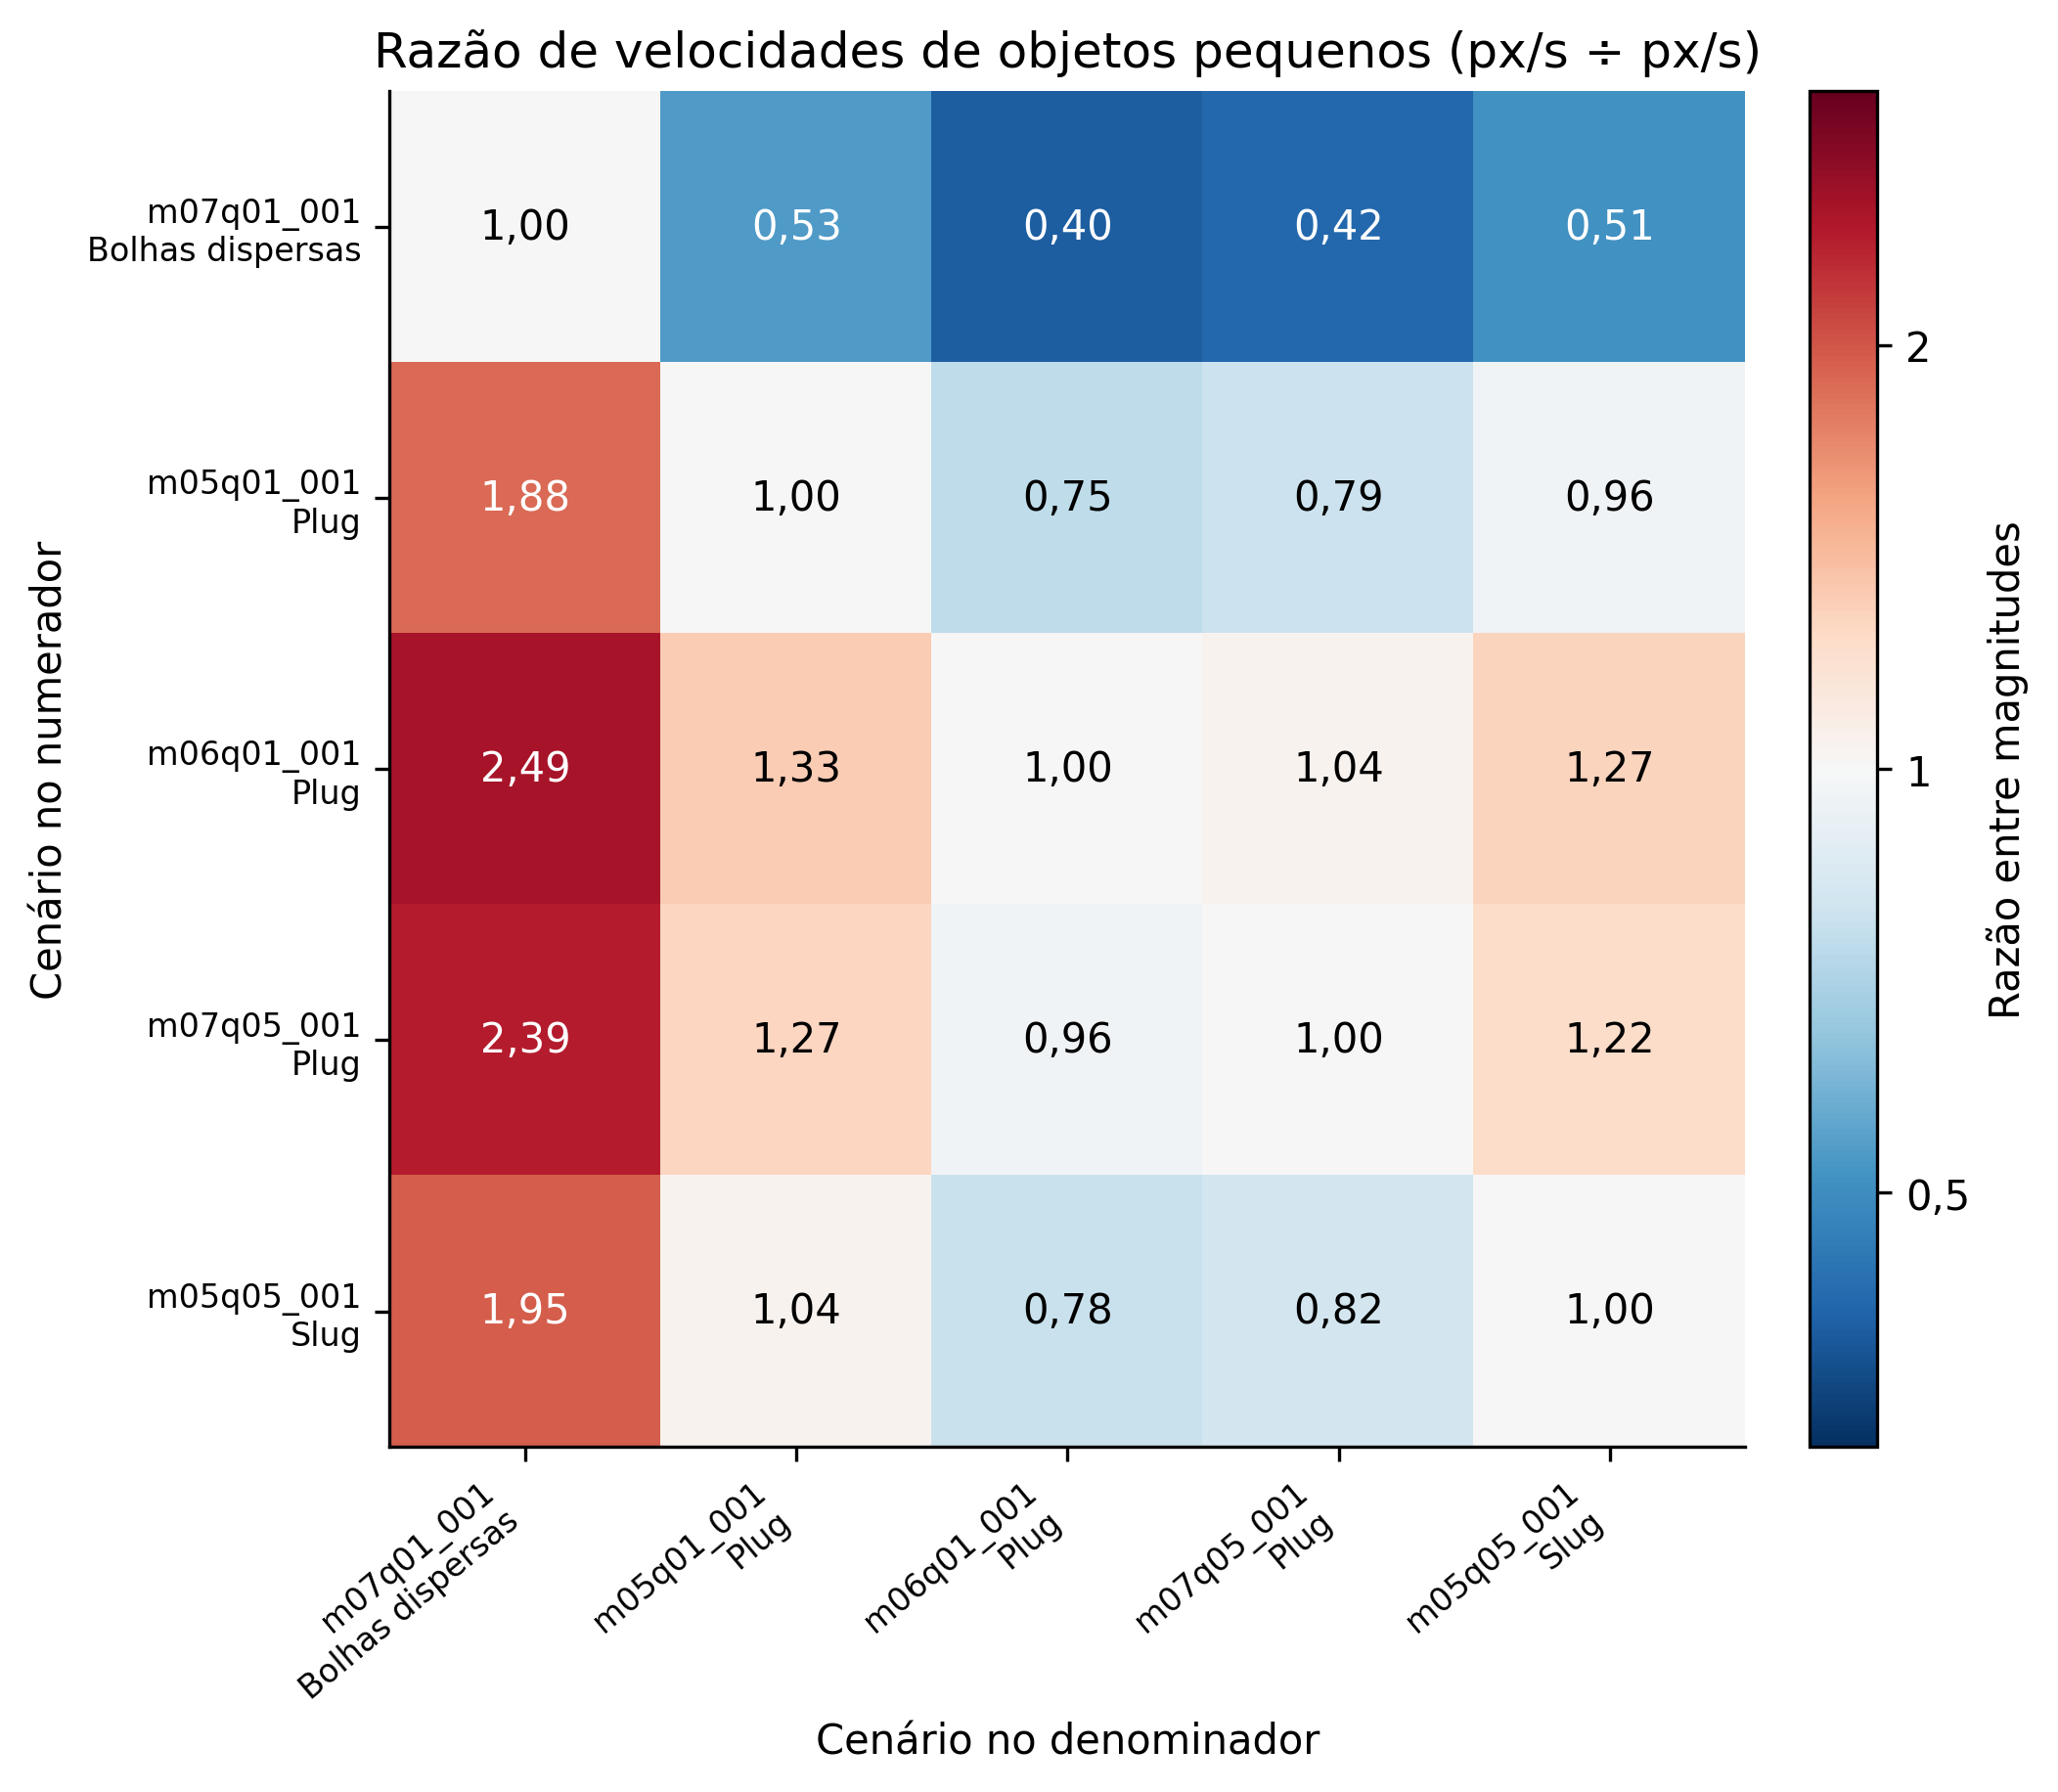 Razão de velocidades de objetos pequenos (px/s ÷ px/s)
Cenário no numerador
m07q01_001
Bolhas dispersas
1,00 0,53 0,40 0,42 0,51
m05q01_001
Plug
1,88 1,00 0,75 0,79 0,96
m06q01_001
Plug
2,49 1,33 1,00 1,04 1,27
m07q05_001
Plug
2,39 1,27 0,96 1,00 1,22
m05q05_001
Slug
1,95 1,04 0,78 0,82 1,00
m07q01_001
Bolhas dispersas
m05q01_001
Plug
m06q01_001
Plug
m07q05_001
Plug
m05q05_001
Slug
Cenário no denominador
2
1
0,5
Razão entre magnitudes